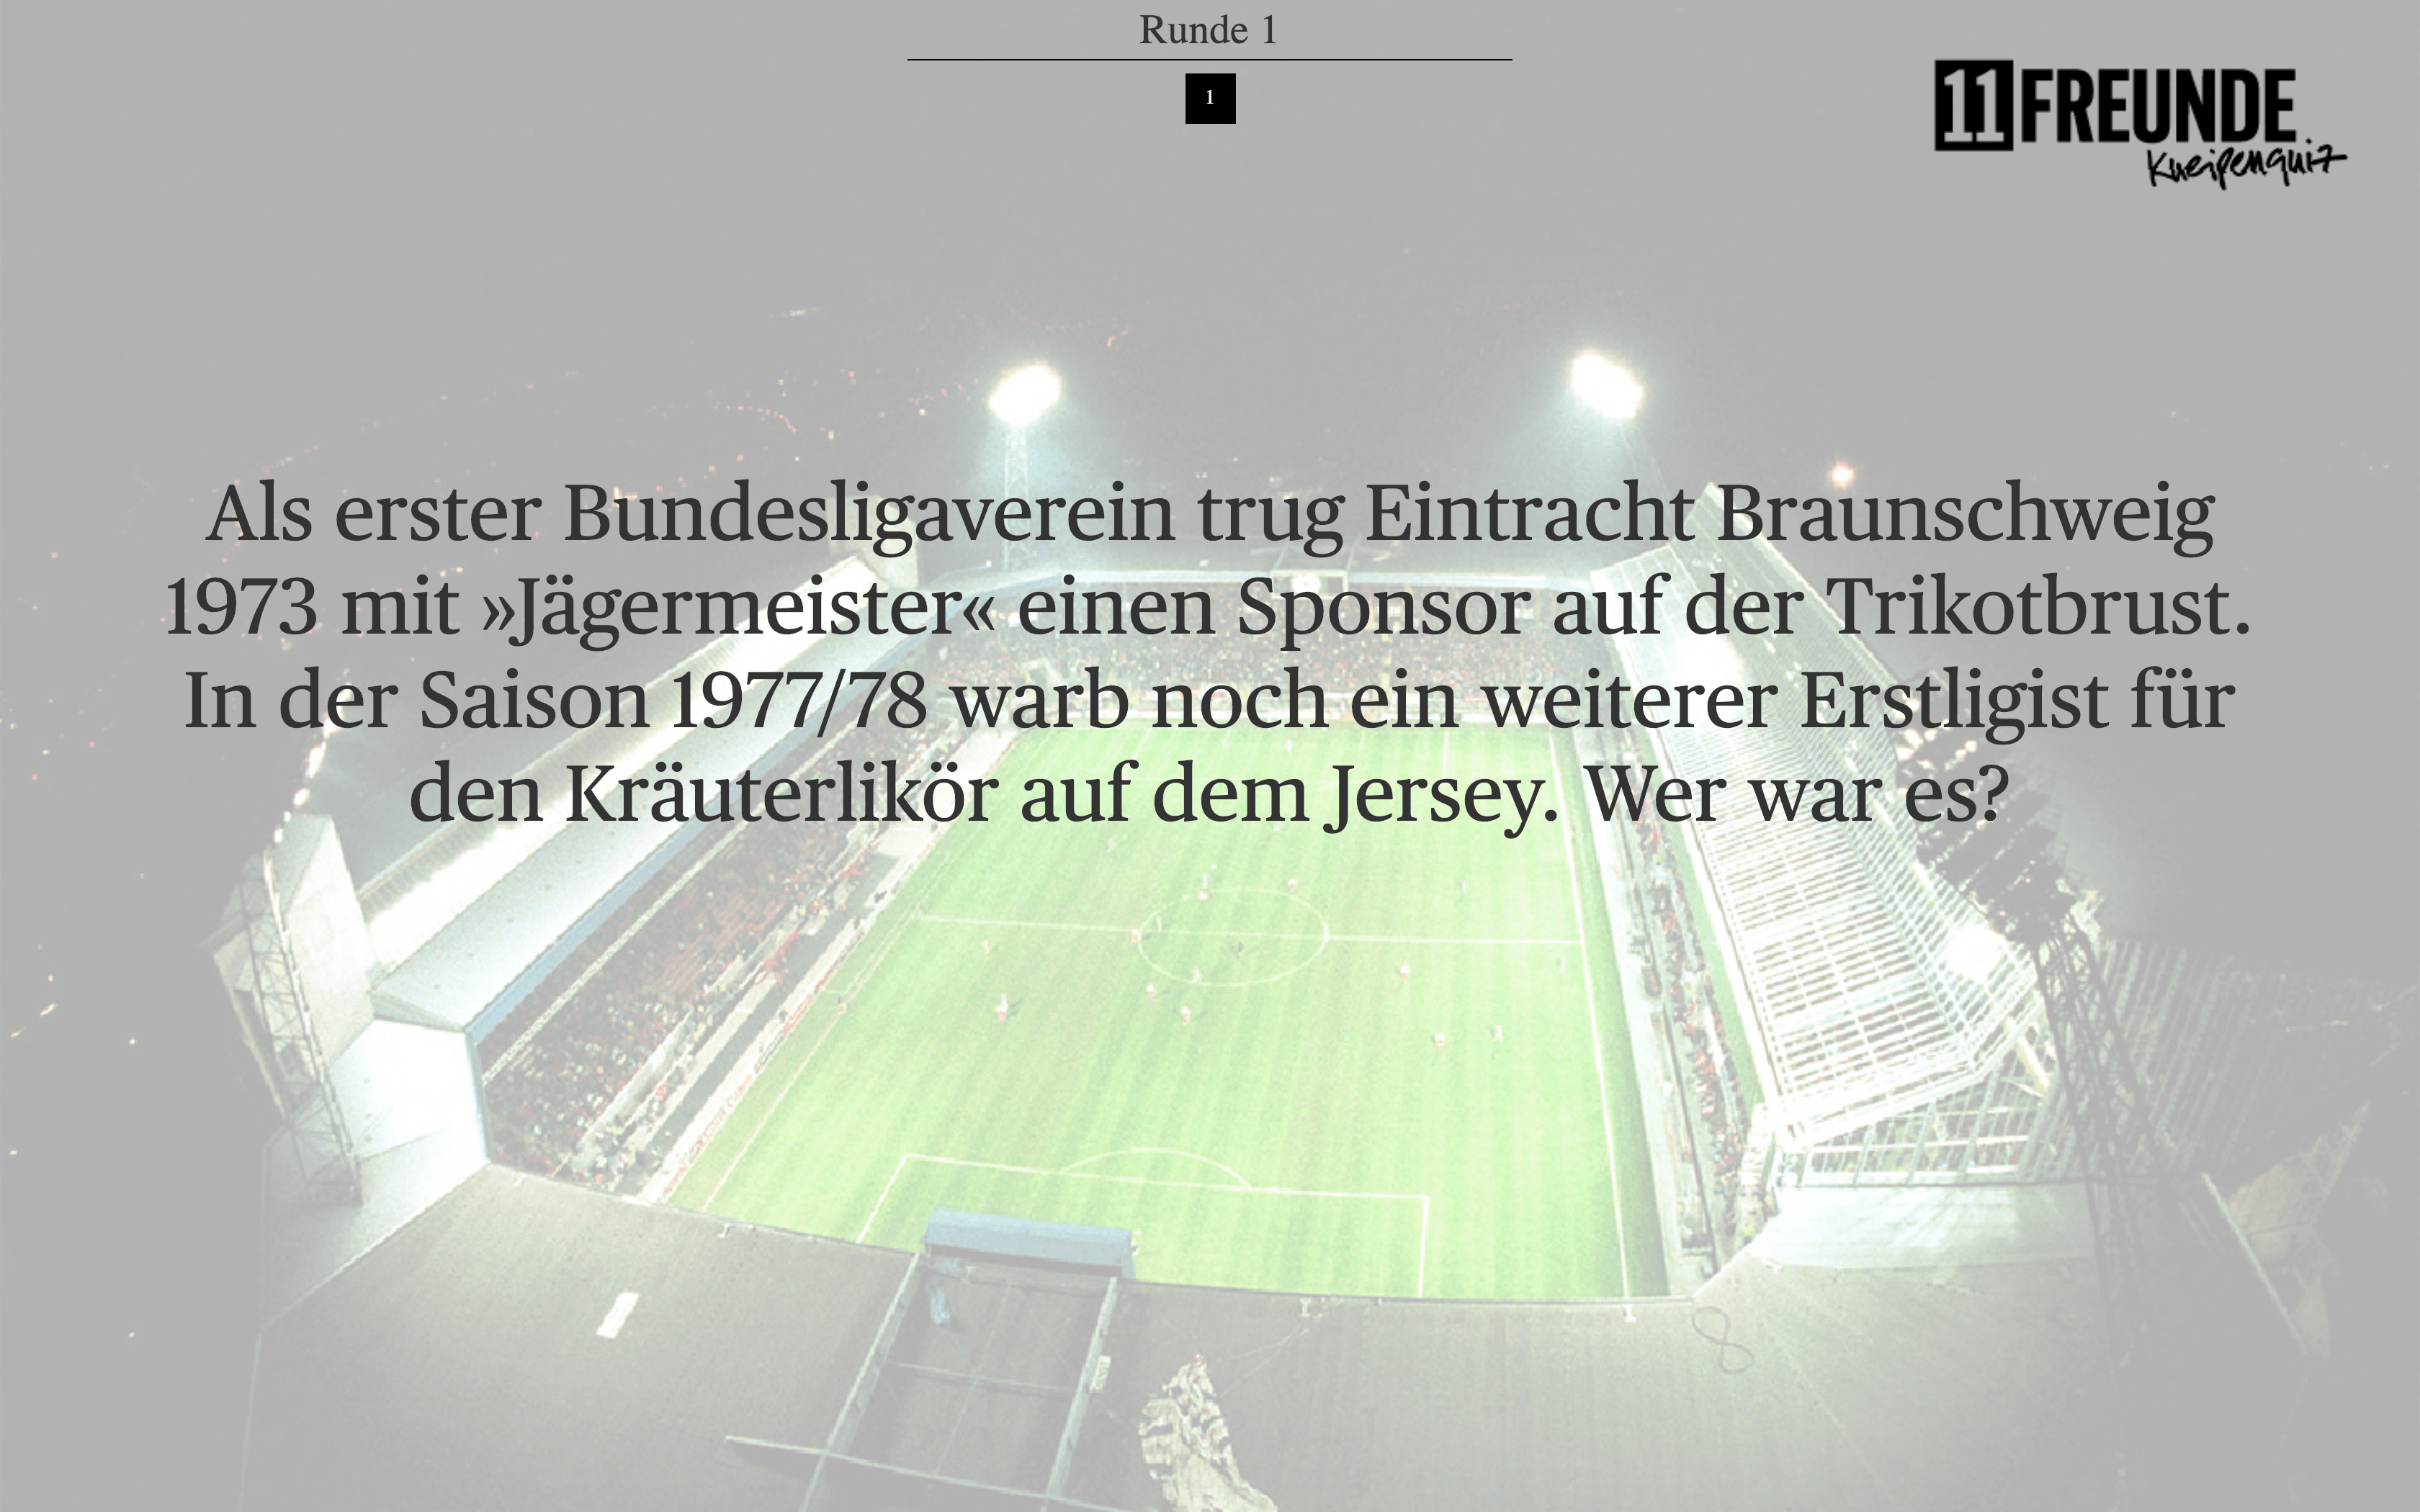 Runde 1
1
11FREUNDE
Kneipenquiz
Als erster Bundesligaverein trug Eintracht Braunschweig
1973 mit »Jägermeister« einen Sponsor auf der Trikotbrust.
In der Saison 1977/78 warb noch ein weiterer Erstligist für
den Kräuterlikör auf dem Jersey. Wer war es?